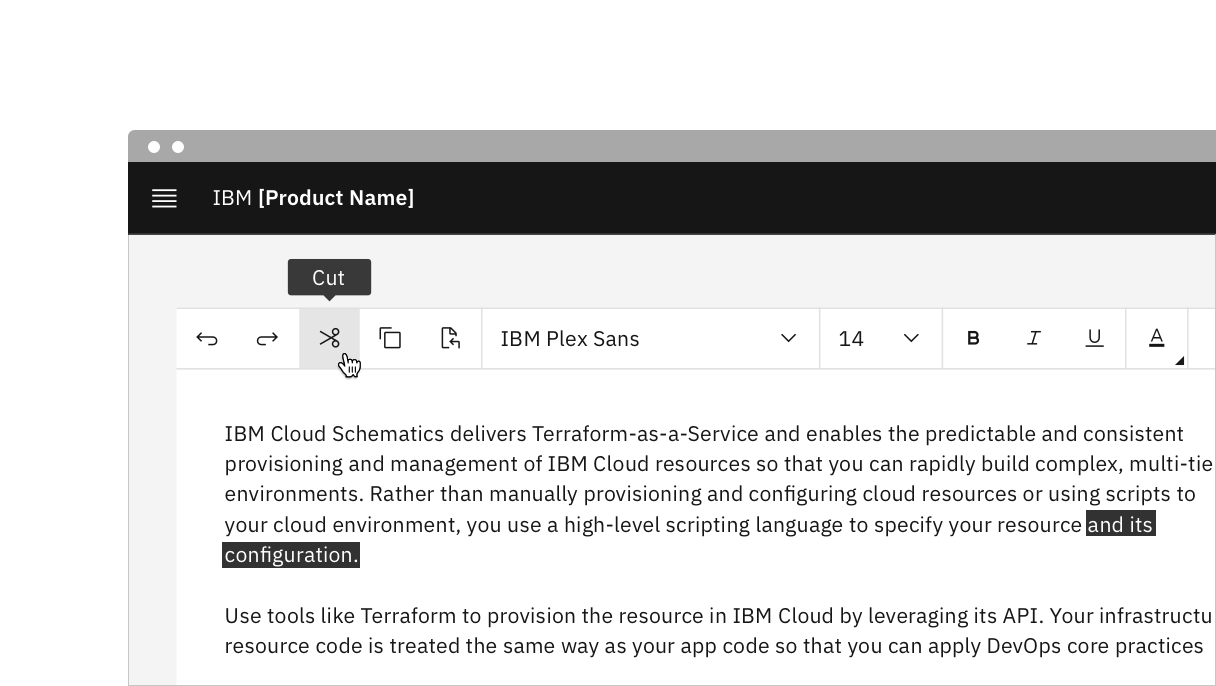 IBM [Product Name]
Cut
IBM Plex Sans 14 B I U A
IBM Cloud Schematics delivers Terraform-as-a-Service and enables the predictable and consistent
provisioning and management of IBM Cloud resources so that you can rapidly build complex, multi-tie
environments. Rather than manually provisioning and configuring cloud resources or using scripts to
your cloud environment, you use a high-level scripting language to specify your resource and its
configuration.
Use tools like Terraform to provision the resource in IBM Cloud by leveraging its API. Your infrastructu
resource code is treated the same way as your app code so that you can apply DevOps core practices